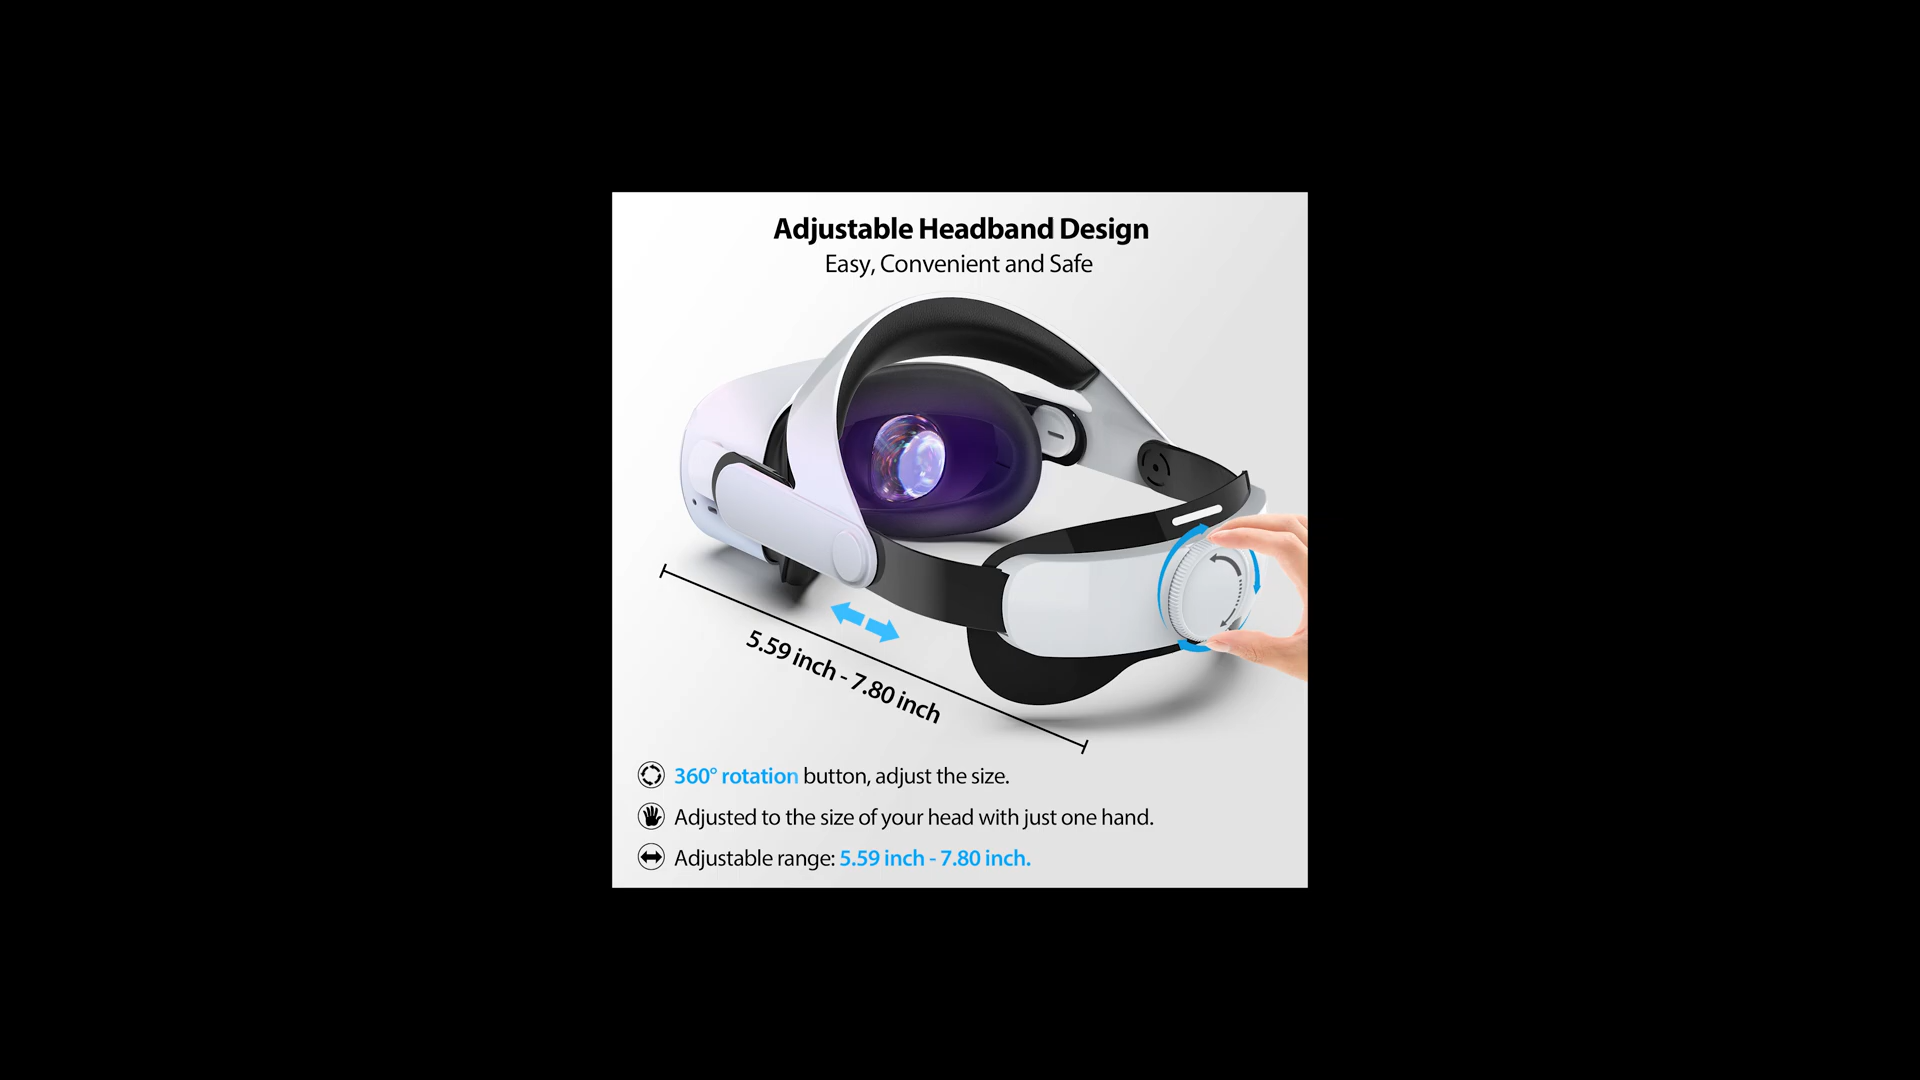 Adjustable Headband Design
Easy, Convenient and Safe
5.59 inch - 7.80 inch
360° rotation button, adjust the size.
Adjusted to the size of your head with just one hand.
Adjustable range: 5.59 inch - 7.80 inch.